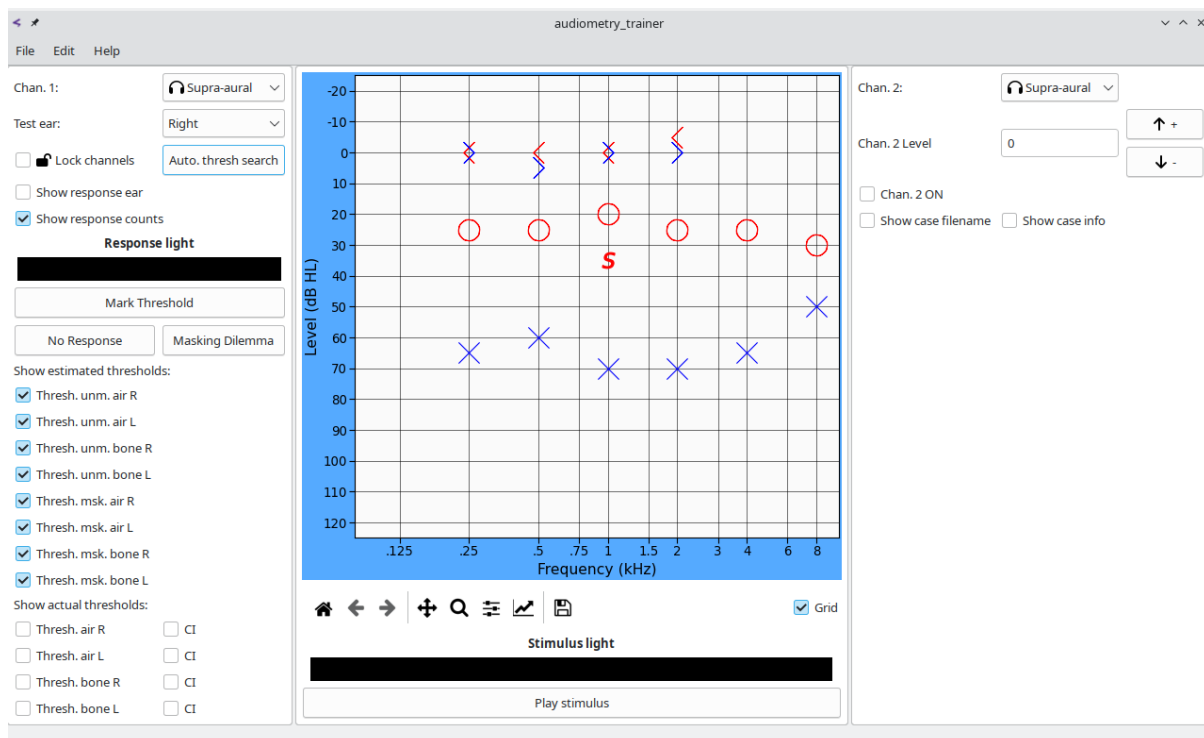 audiometry_trainer
File Edit Help
Chan. 1:
Supra-aural
Test ear:
Right
Lock channels
Auto. thresh search
Show response ear
Show response counts
Response light
Mark Threshold
No Response
Masking Dilemma
Show estimated thresholds:
Thresh. unm. air R
Thresh. unm. air L
Thresh. unm. bone R
Thresh. unm. bone L
Thresh. msk. air R
Thresh. msk. air L
Thresh. msk. bone R
Thresh. msk. bone L
Show actual thresholds:
Thresh. air R CI
Thresh. air L CI
Thresh. bone R CI
Thresh. bone L CI
Level (dB HL)
-20
-10
0
10
20
30
40
50
60
70
80
90
100
110
120
S
.125 .25 .5 .75 1 1.5 2 3 4 6 8
Frequency (kHz)
Grid
Stimulus light
Play stimulus
Chan. 2:
Supra-aural
+
Chan. 2 Level
0
-
Chan. 2 ON
Show case filename Show case info